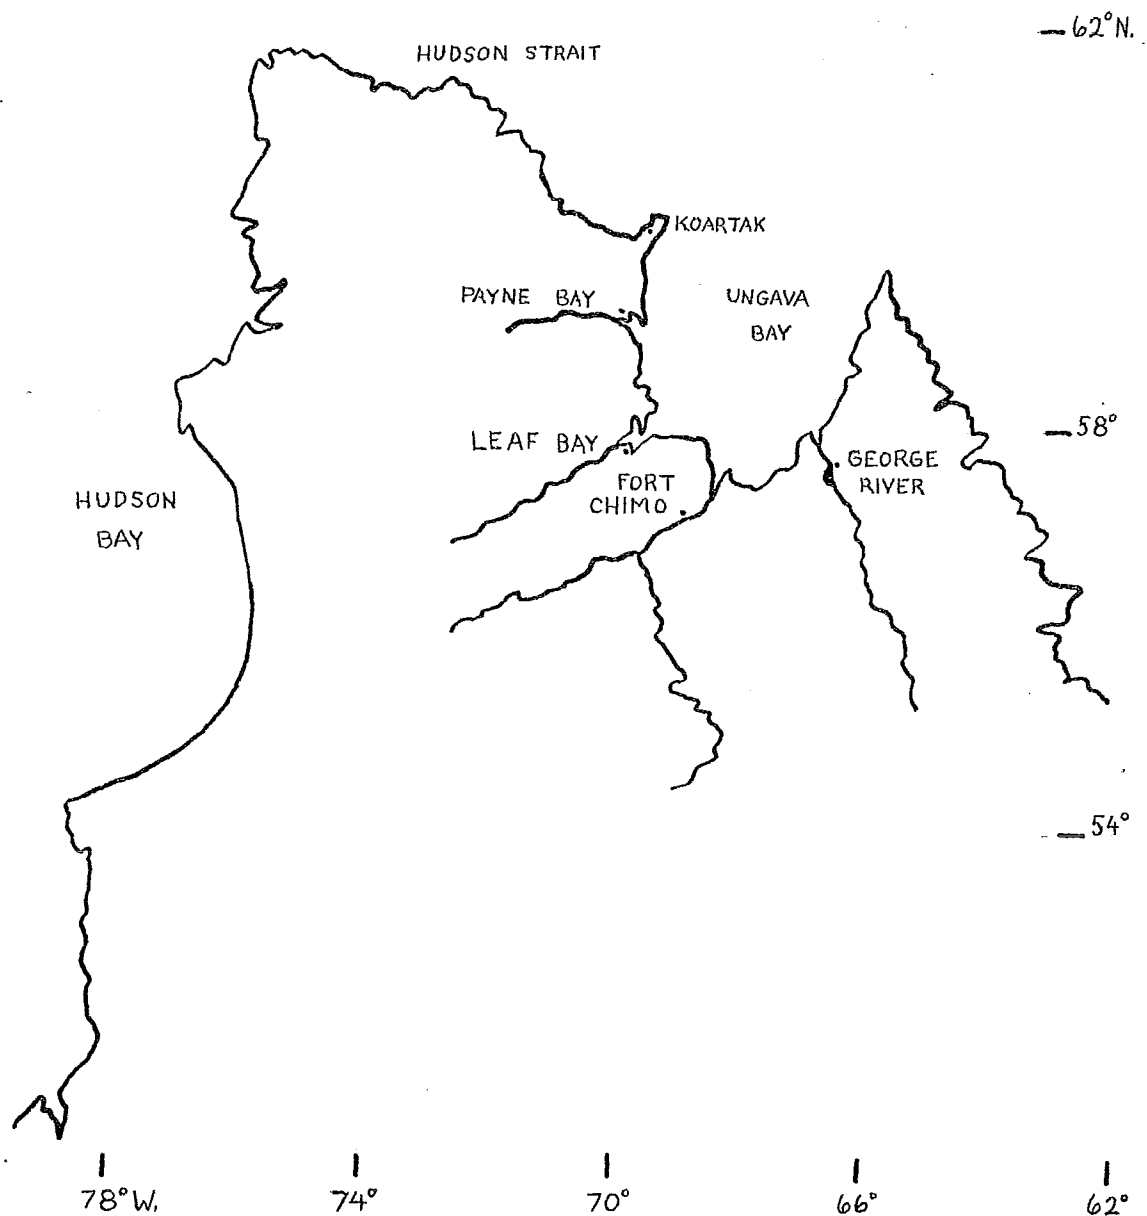 62°N.
HUDSON STRAIT
KOARTAK
PAYNE BAY
UNGAVA
BAY
58°
LEAF BAY
GEORGE
RIVER
FORT
CHIMO
HUDSON
BAY
54°
78°W.
74°
70°
66°
62°